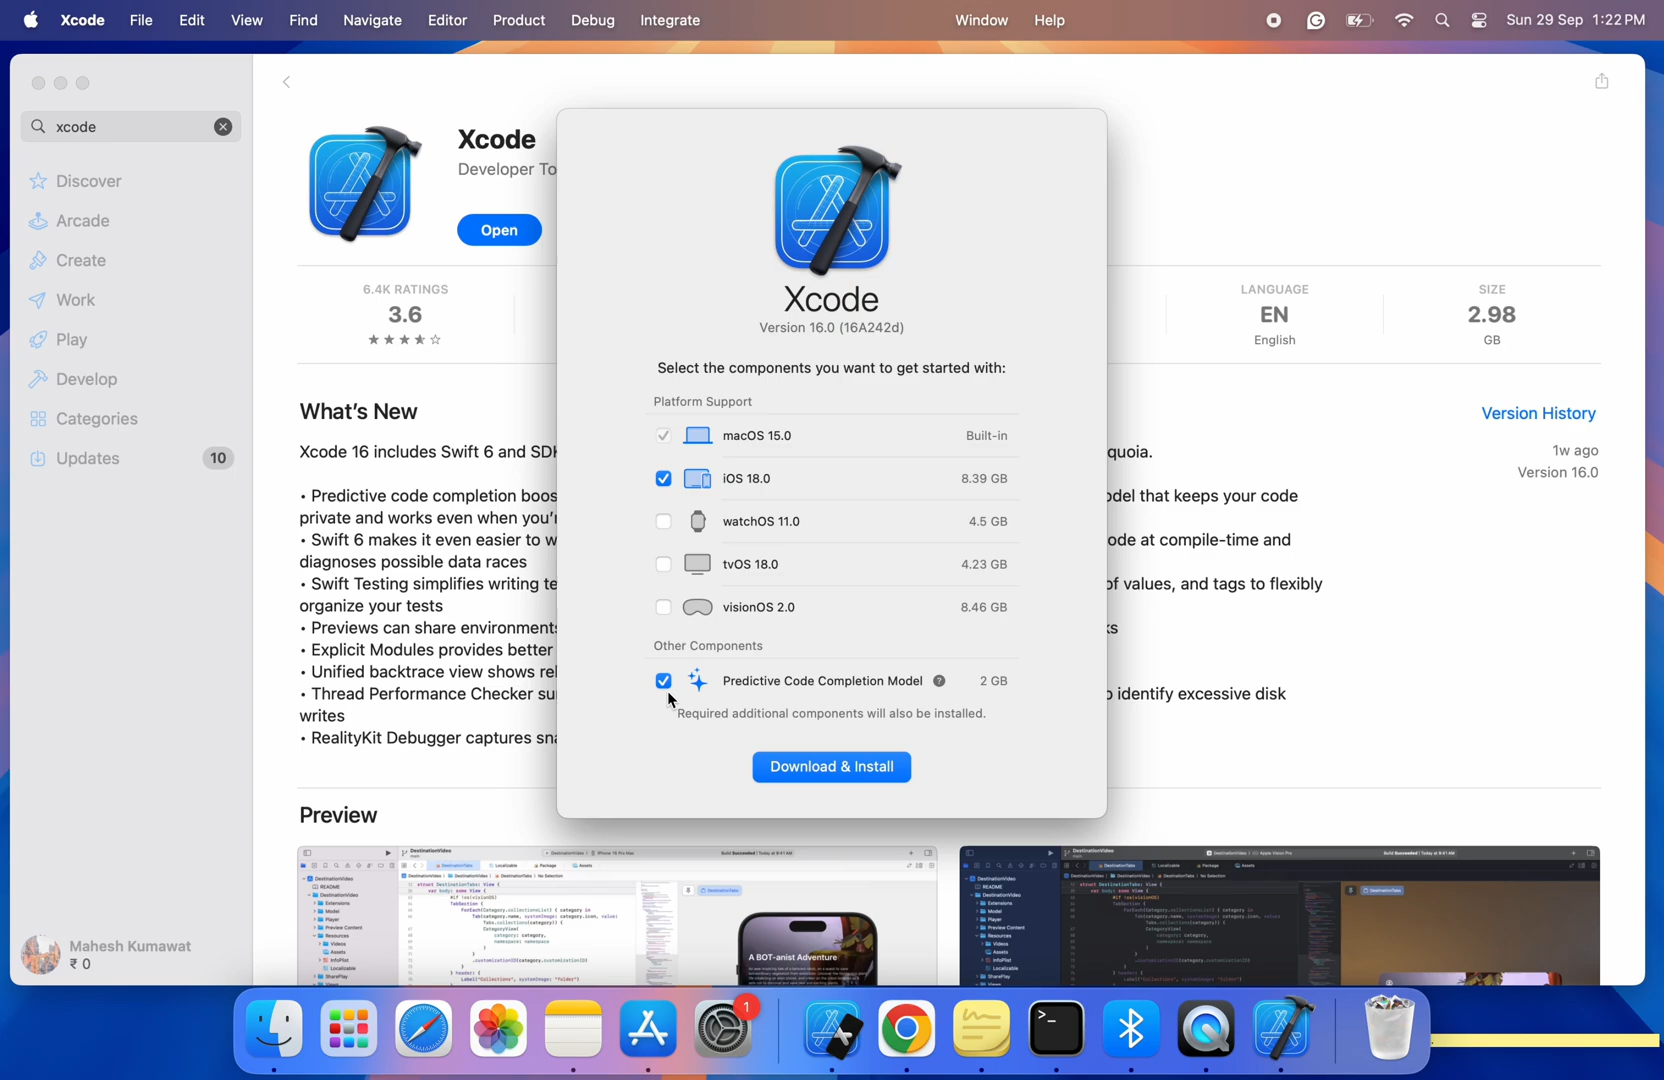 Xcode File Edit View Find Navigate Editor Product Debug Integrate Window Help Sun 29 Sep 1:22 PM
xcode
Discover
Arcade
Create
Work
Play
Develop
Categories
Updates 10
Mahesh Kumawat
₹ 0
Xcode
Developer To
Open
6.4K RATINGS
3.6
LANGUAGE
EN
English
SIZE
2.98
GB
What's New
Version History
1w ago
Version 16.0
Xcode 16 includes Swift 6 and SDK
quoia.
• Predictive code completion boos
del that keeps your code
private and works even when you'r
• Swift 6 makes it even easier to w
ode at compile-time and
diagnoses possible data races
• Swift Testing simplifies writing te
of values, and tags to flexibly
organize your tests
• Previews can share environments
ks
• Explicit Modules provides better
• Unified backtrace view shows rel
• Thread Performance Checker su
o identify excessive disk
writes
• RealityKit Debugger captures sna
Preview
Xcode
Version 16.0 (16A242d)
Select the components you want to get started with:
Platform Support
macOS 15.0 Built-in
iOS 18.0 8.39 GB
watchOS 11.0 4.5 GB
tvOS 18.0 4.23 GB
visionOS 2.0 8.46 GB
Other Components
Predictive Code Completion Model ? 2 GB
Required additional components will also be installed.
Download & Install
A BOT-anist Adventure
1